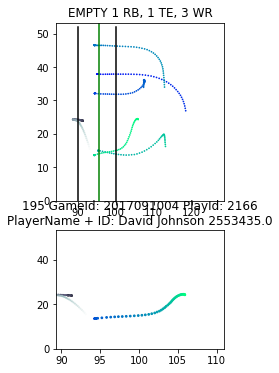 EMPTY 1 RB, 1 TE, 3 WR
50
40
30
20
10
0
90 100 110 120
195 GameId: 2017091004 PlayId: 2166
PlayerName + ID: David Johnson 2553435.0
40
20
0
90 95 100 105 110